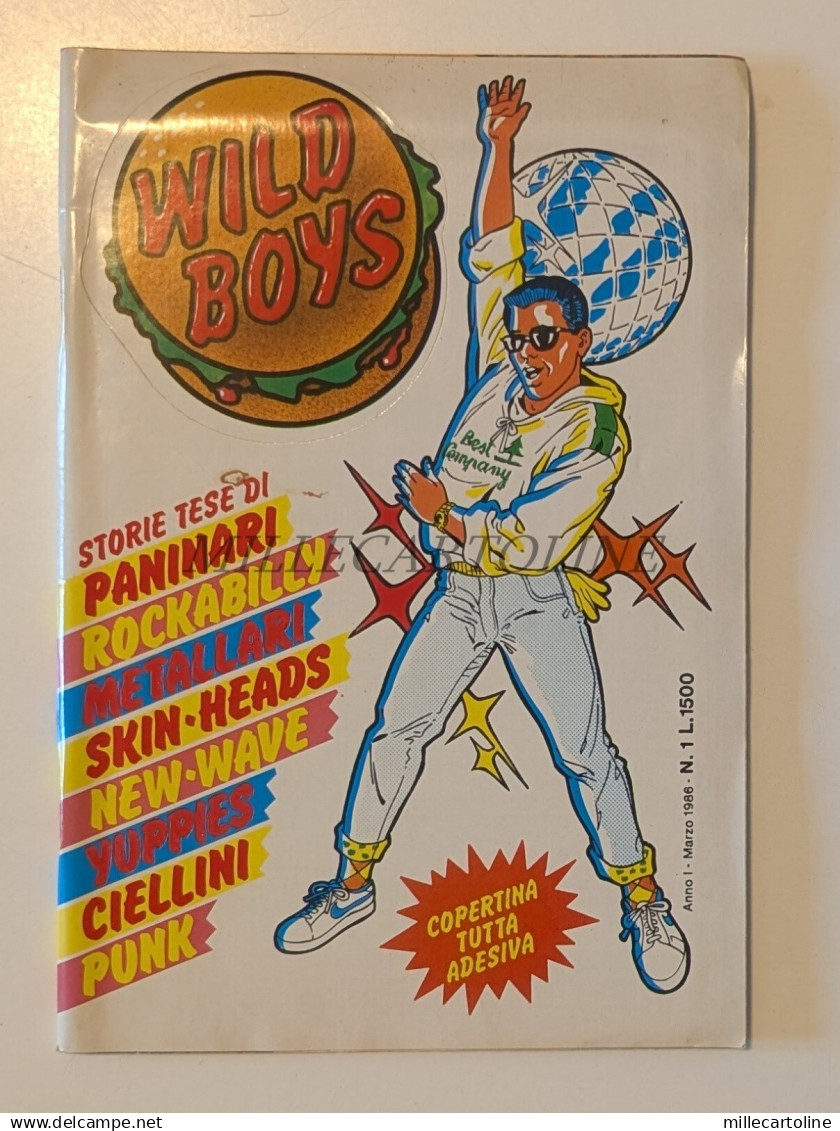 WILD
BOYS
Best
Company
STORIE TESE DI
PANINARI
ROCKABILLY
METALLARI
SKIN-HEADS
NEW-WAVE
YUPPIES
CIELLINI
PUNK
MILLECARTOLINE
COPERTINA
TUTTA
ADESIVA
Anno I - Marzo 1986 - N. 1 L.1500
delcampe.net
millecartoline